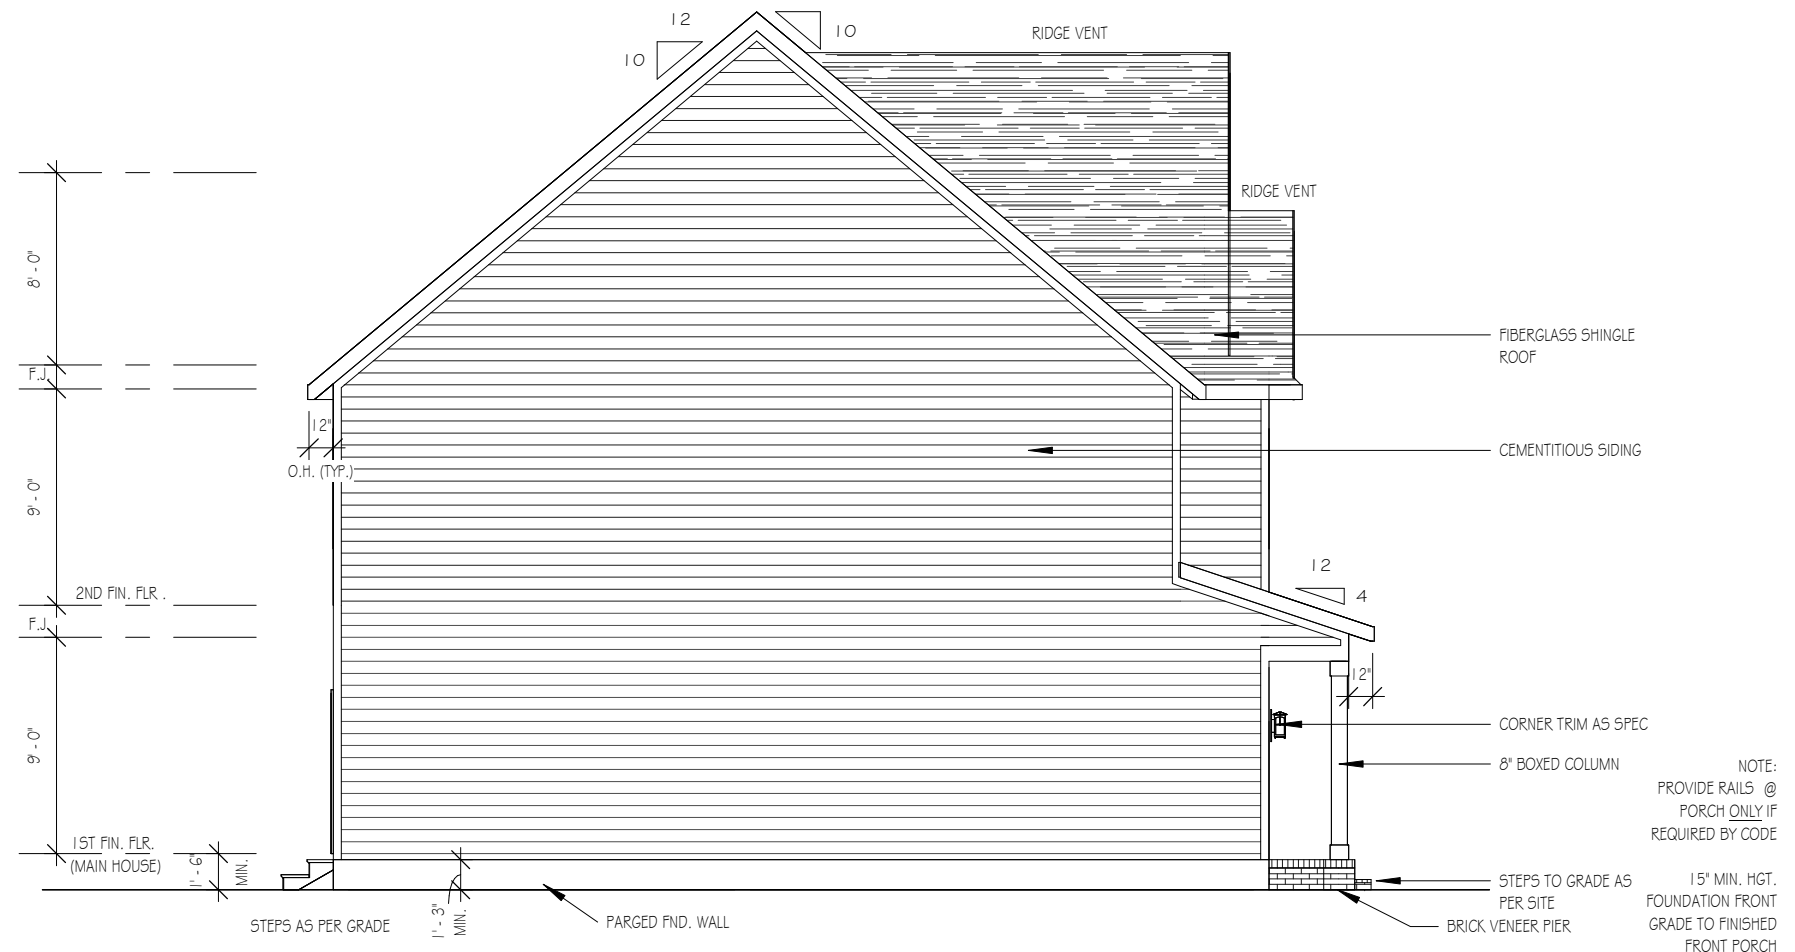 12
10
10
RIDGE VENT
RIDGE VENT
8' - 0"
F.J.
12"
O.H. (TYP.)
9' - 0"
2ND FIN. FLR .
F.J.
9' - 0"
1ST FIN. FLR.
(MAIN HOUSE)
1' - 6"
MIN.
STEPS AS PER GRADE
1' - 3"
MIN.
PARGED FND. WALL
FIBERGLASS SHINGLE
ROOF
CEMENTITIOUS SIDING
12
4
12"
CORNER TRIM AS SPEC
8" BOXED COLUMN
NOTE:
PROVIDE RAILS @
PORCH ONLY IF
REQUIRED BY CODE
STEPS TO GRADE AS
PER SITE
BRICK VENEER PIER
15" MIN. HGT.
FOUNDATION FRONT
GRADE TO FINISHED
FRONT PORCH